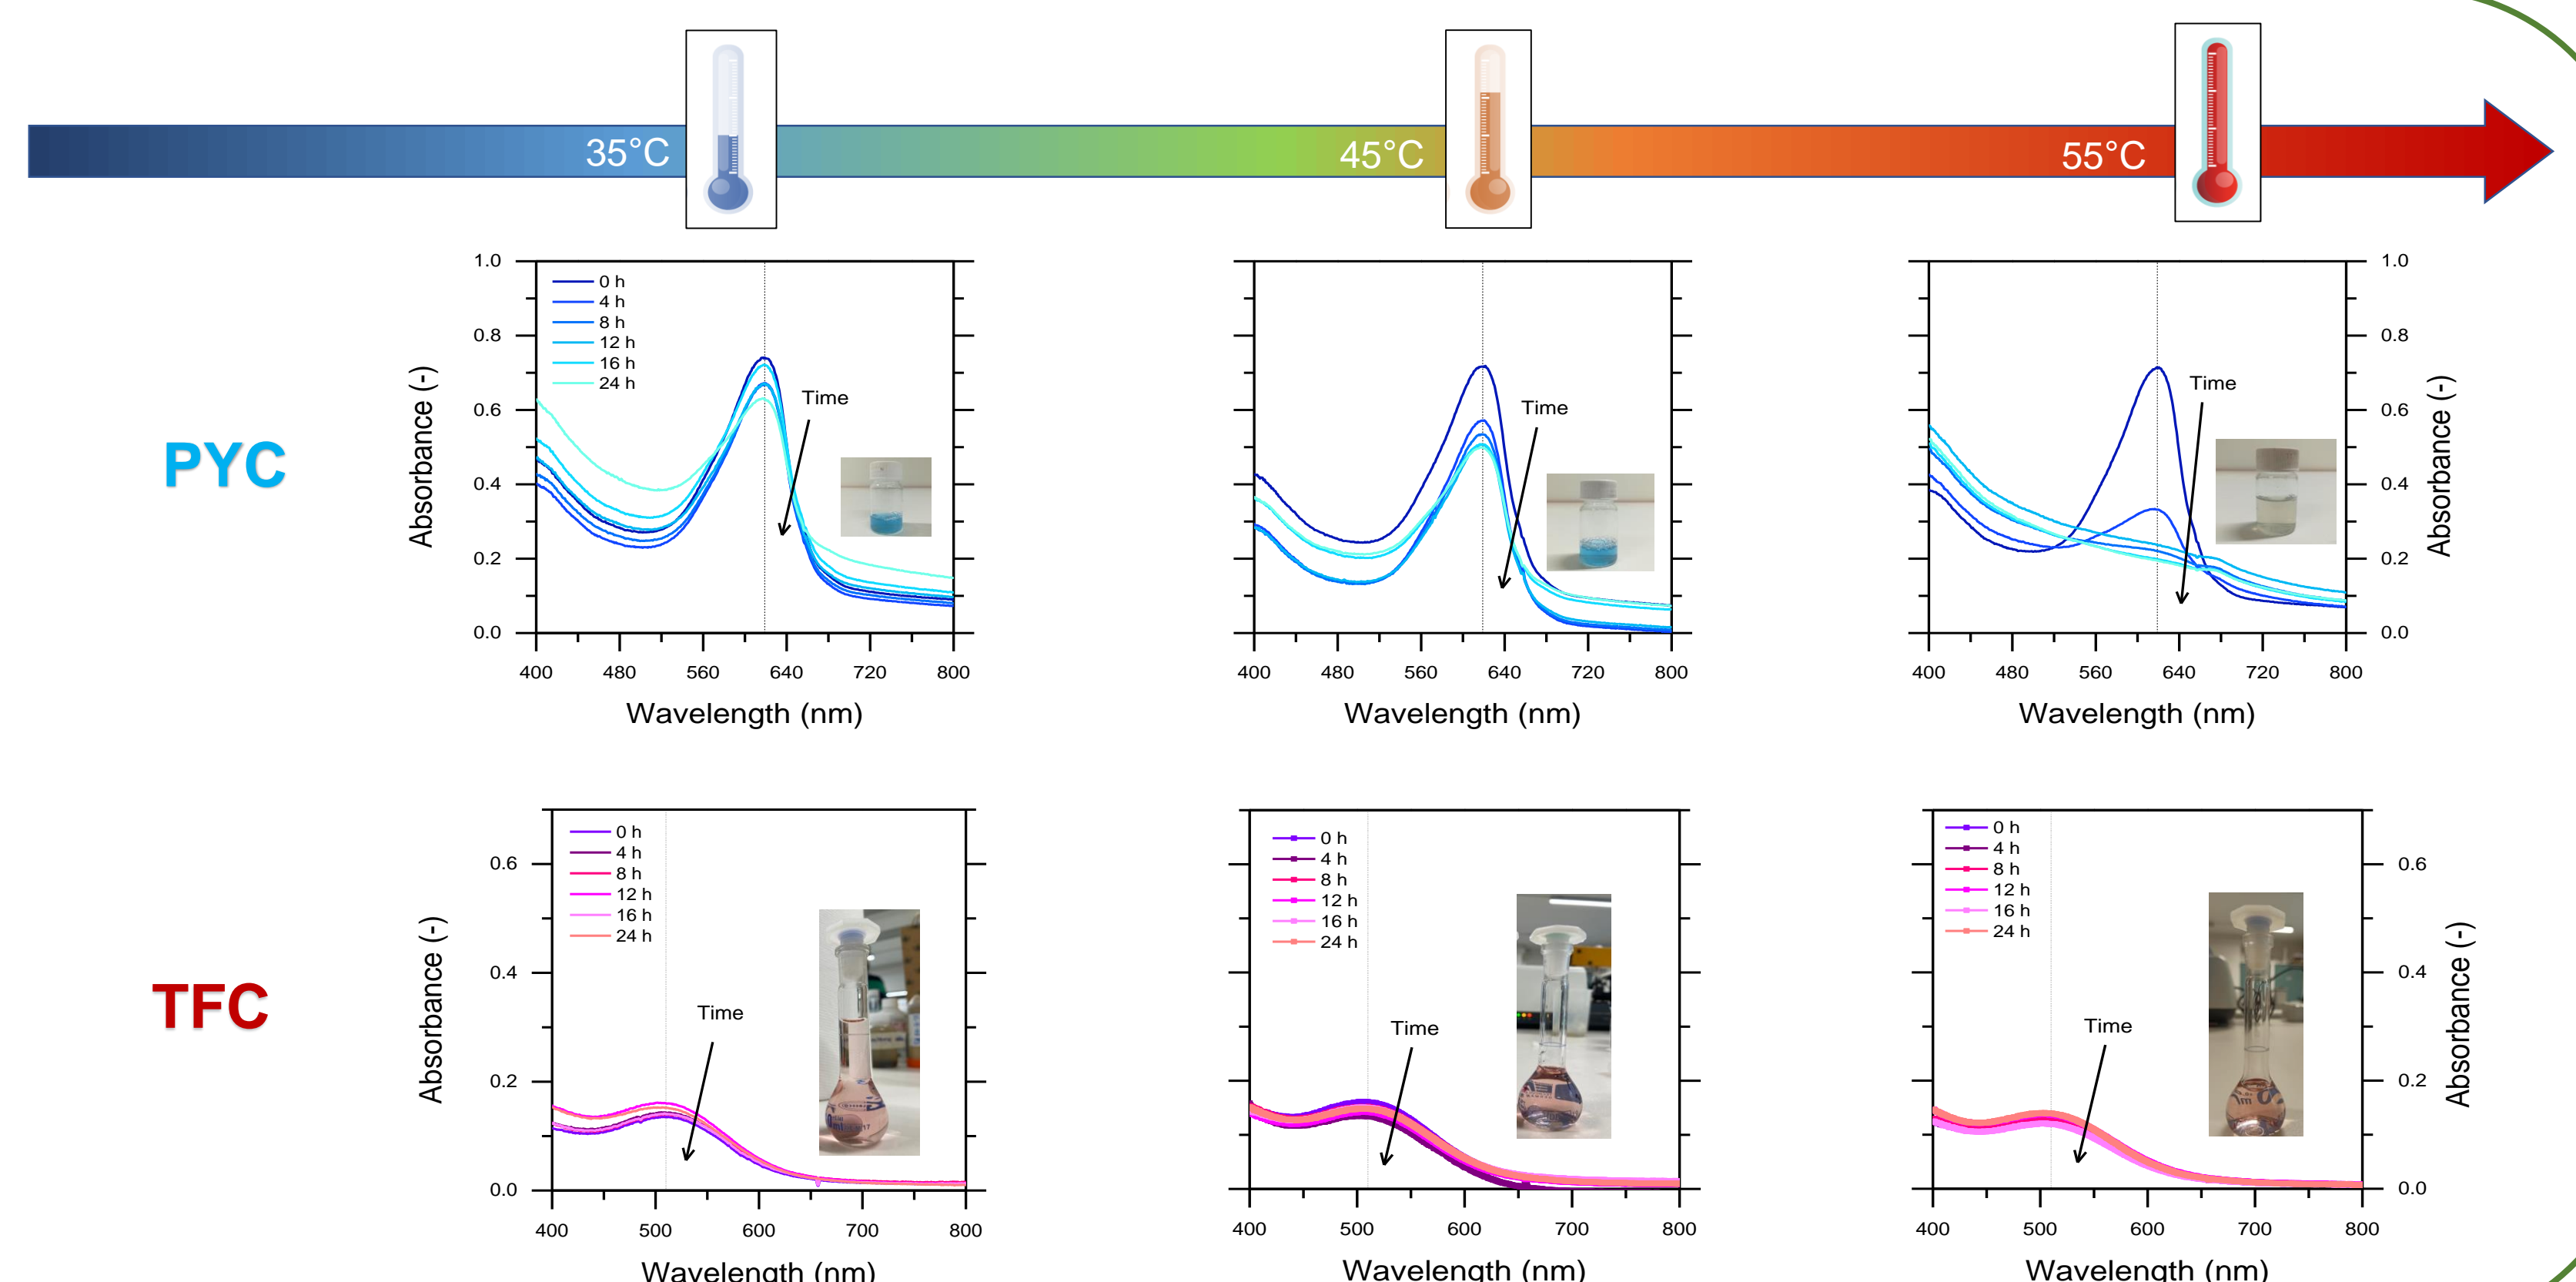 35°C
45°C
55°C
PYC
Absorbance (-)
1.0
0.8
0.6
0.4
0.2
0.0
0 h
4 h
8 h
12 h
16 h
24 h
Time
400 480 560 640 720 800
Wavelength (nm)
Time
400 480 560 640 720 800
Wavelength (nm)
Time
1.0
0.8
0.6
0.4
0.2
0.0
Absorbance (-)
400 480 560 640 720 800
Wavelength (nm)
TFC
Absorbance (-)
0.6
0.4
0.2
0.0
0 h
4 h
8 h
12 h
16 h
24 h
Time
400 500 600 700 800
Wavelength (nm)
0 h
4 h
8 h
12 h
16 h
24 h
Time
400 500 600 700 800
Wavelength (nm)
0 h
4 h
8 h
12 h
16 h
24 h
Time
0.6
0.4
0.2
0.0
Absorbance (-)
400 500 600 700 800
Wavelength (nm)